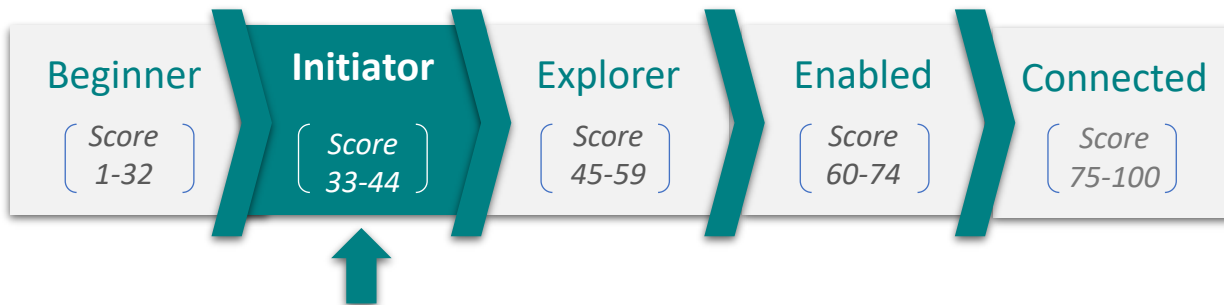 Beginner
Score
1-32
Initiator
Score
33-44
Explorer
Score
45-59
Enabled
Score
60-74
Connected
Score
75-100